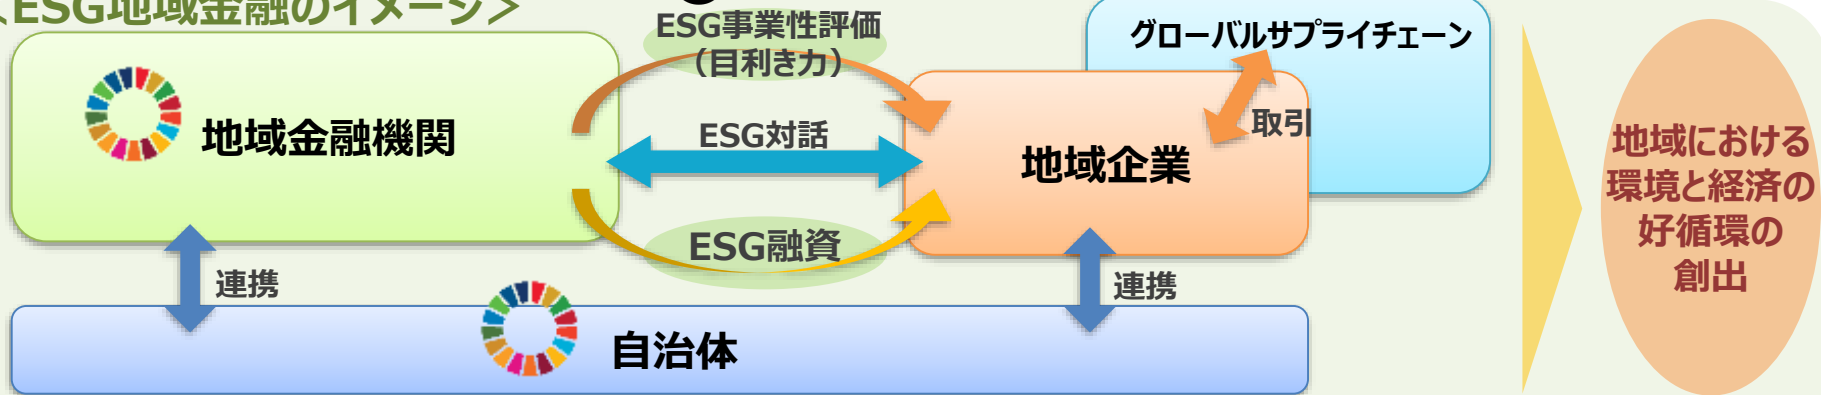 ＜ESG地域金融のイメージ＞
ESG事業性評価
（目利き力）
グローバルサプライチェーン
取引
地域金融機関
ESG対話
地域企業
ESG融資
連携
連携
自治体
地域における
環境と経済の
好循環の
創出